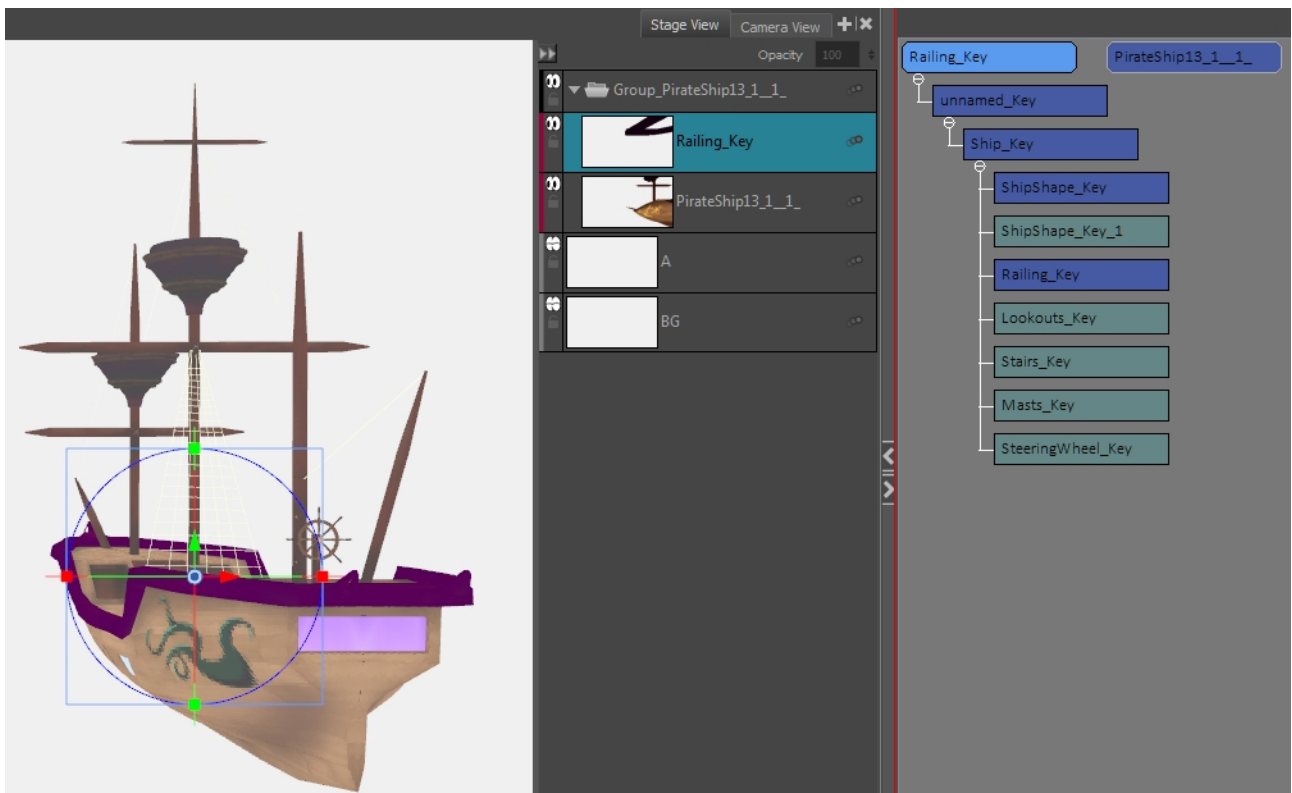 Stage View
Camera View
Opacity 100
Group_PirateShip13_1__1_
Railing_Key
PirateShip13_1__1_
A
BG
Railing_Key
PirateShip13_1__1_
unnamed_Key
Ship_Key
ShipShape_Key
ShipShape_Key_1
Railing_Key
Lookouts_Key
Stairs_Key
Masts_Key
SteeringWheel_Key